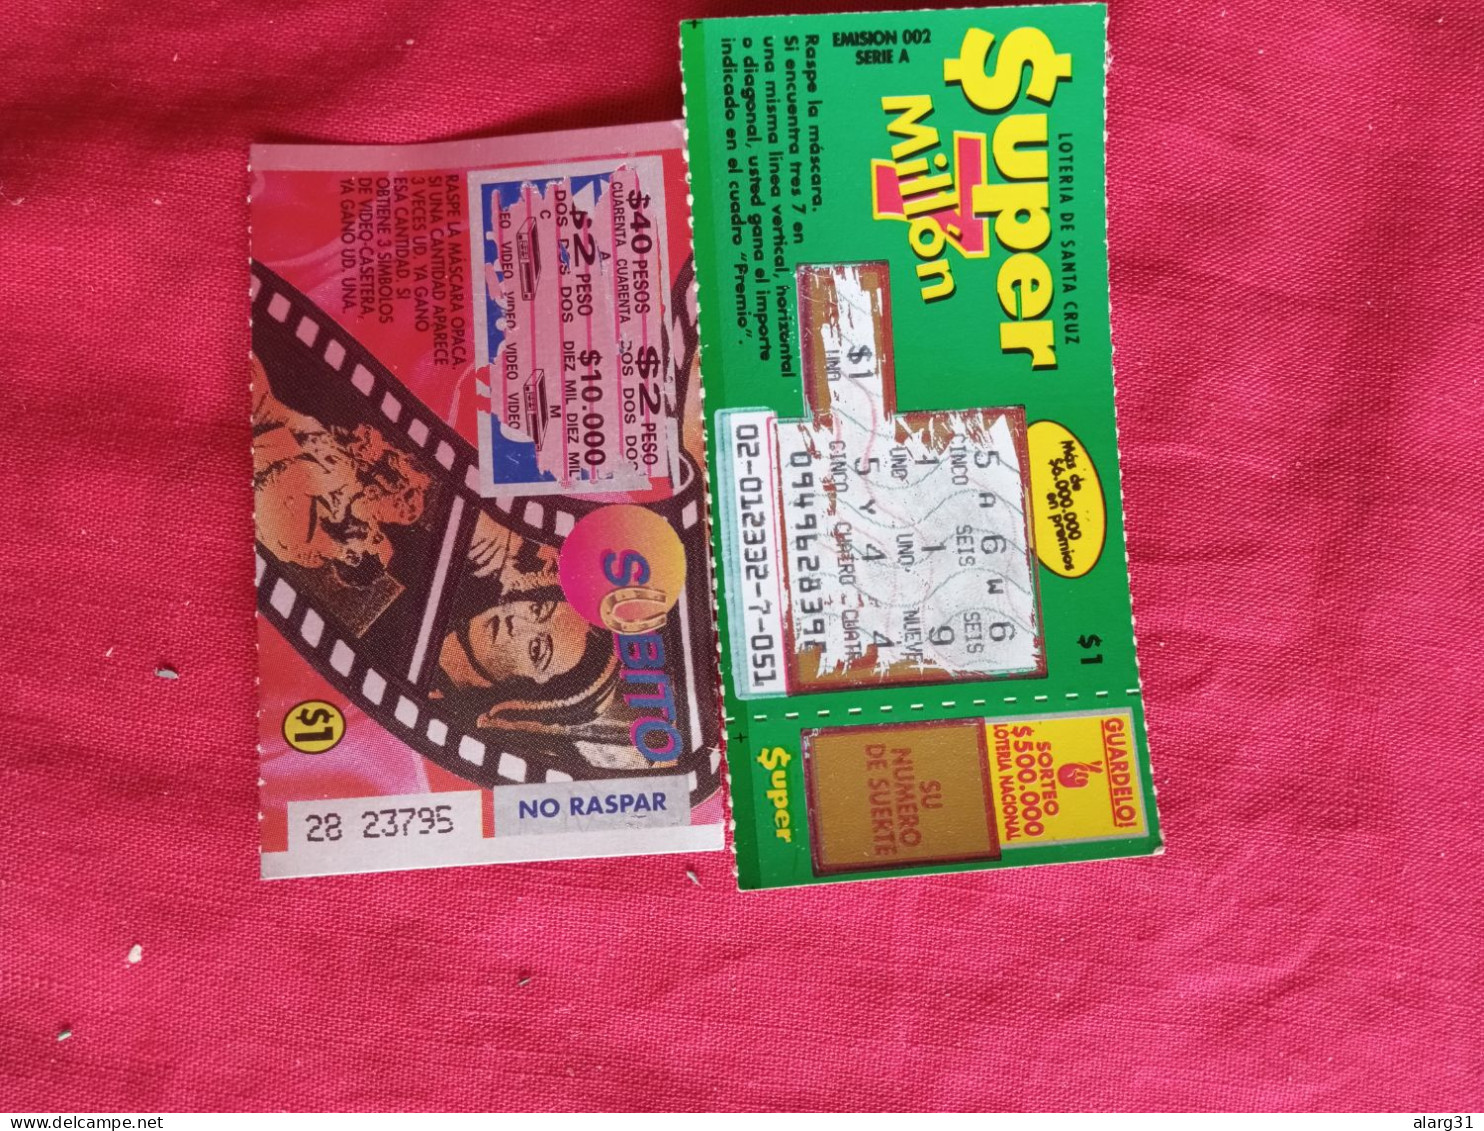 RASPE LA MASCARA OPACA.
SI UNA CANTIDAD APARECE
3 VECES UD. YA GANO
ESA CANTIDAD. SI
OBTIENE 3 SIMBOLOS
DE VIDEO-CASETERA,
YA GANO UD. UNA.
$40 PESOS $2 PESO
CUARENTA CUARENTA DOS DOS DOS
A
$2 PESO $10.000
DOS DOS DOS DOS DIEZ MIL DIEZ MIL
C M
VIDEO VIDEO VIDEO VIDEO
SUBITO
$1
28 23795
NO RASPAR
LOTERIA DE SANTA CRUZ
$uper
7
Millón
EMISION 002
SERIE A
Raspe la máscara.
Si encuentra tres 7 en
una misma línea vertical, horizontal
o diagonal, usted gana el importe
indicado en el cuadro "Premio".
Más de
$6.000.000
en premios
$1
5 A 6 W 6
CINCO SEIS SEIS
1 1 9
UNO UNO NUEVE
$1 5 Y 4 4
UNO CINCO CUATRO
02-012332-7-051
GUARDELO!
SORTEO
$500.000
LOTERIA NACIONAL
SU
NUMERO
DE SUERTE
$uper
delcampe.net
alarg31